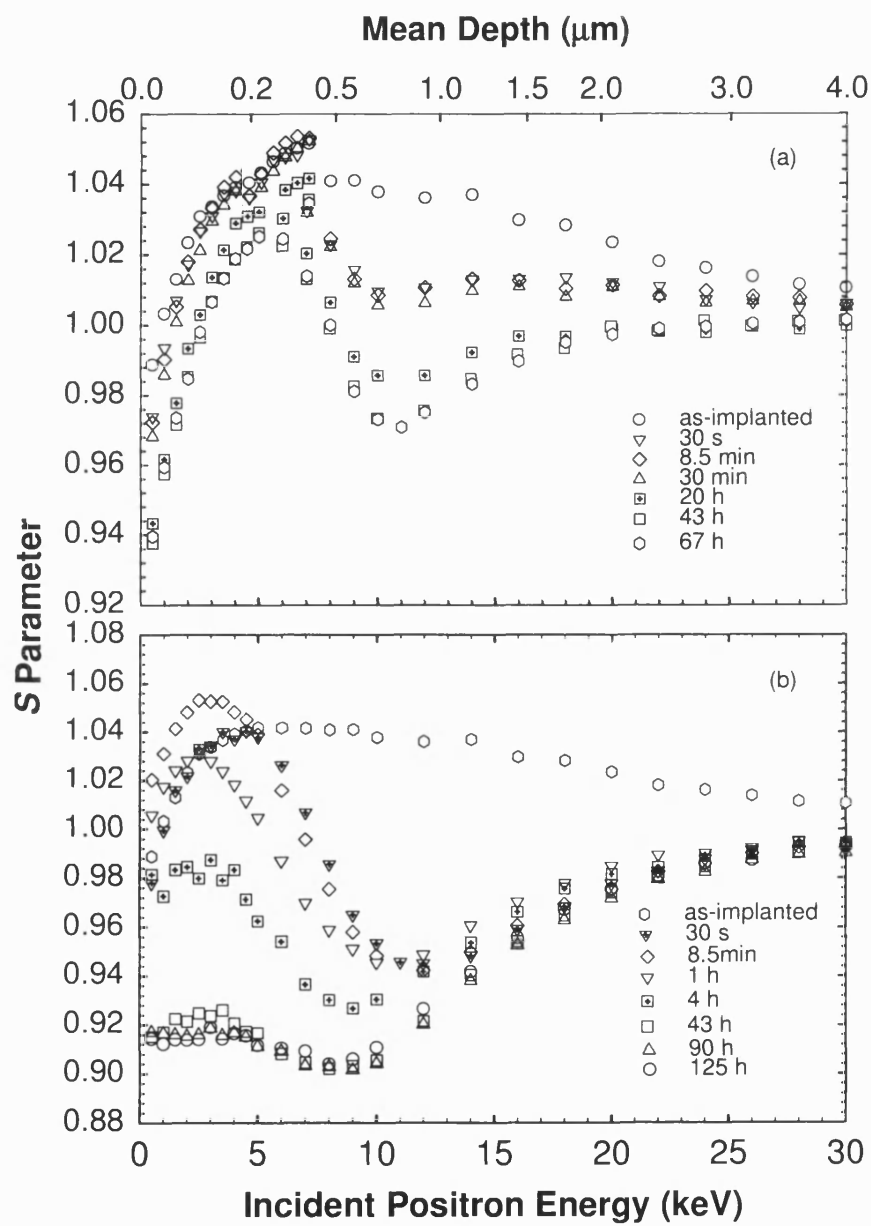 Mean Depth (μm)
0.0 0.2 0.5 1.0 1.5 2.0 3.0 4.0
1.06
(a)
1.04
1.02
1.00
0.98
0.96
0.94
0.92
as-implanted
30 s
8.5 min
30 min
20 h
43 h
67 h
S Parameter
1.08
(b)
1.06
1.04
1.02
1.00
0.98
0.96
0.94
0.92
0.90
0.88
as-implanted
30 s
8.5min
1 h
4 h
43 h
90 h
125 h
0 5 10 15 20 25 30
Incident Positron Energy (keV)